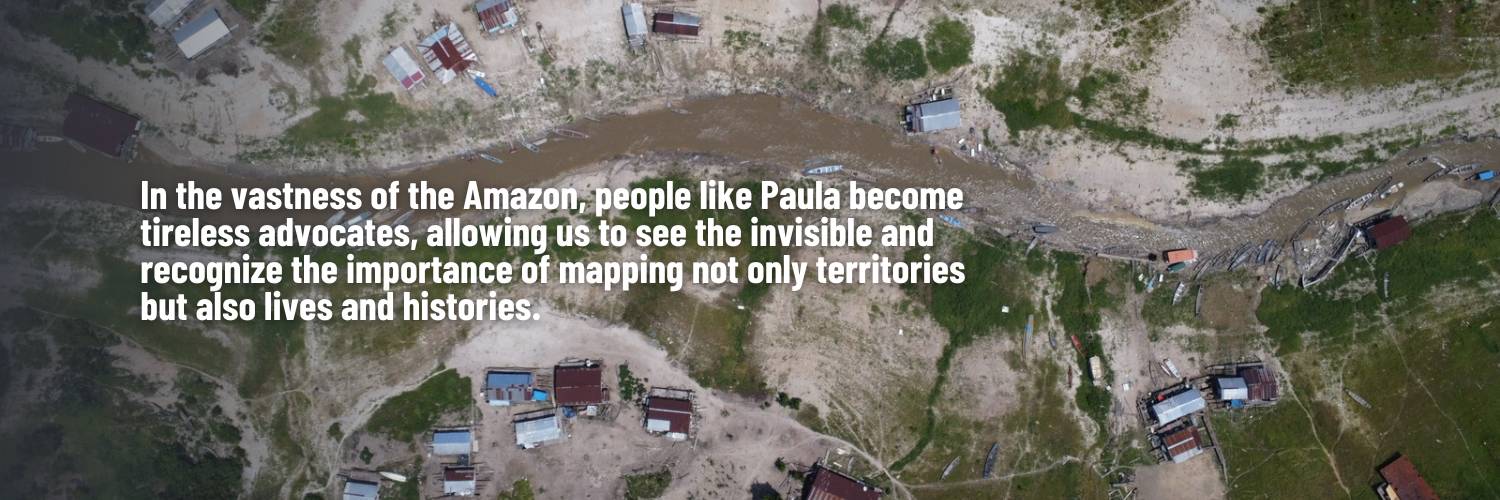 In the vastness of the Amazon, people like Paula become
tireless advocates, allowing us to see the invisible and
recognize the importance of mapping not only territories
but also lives and histories.